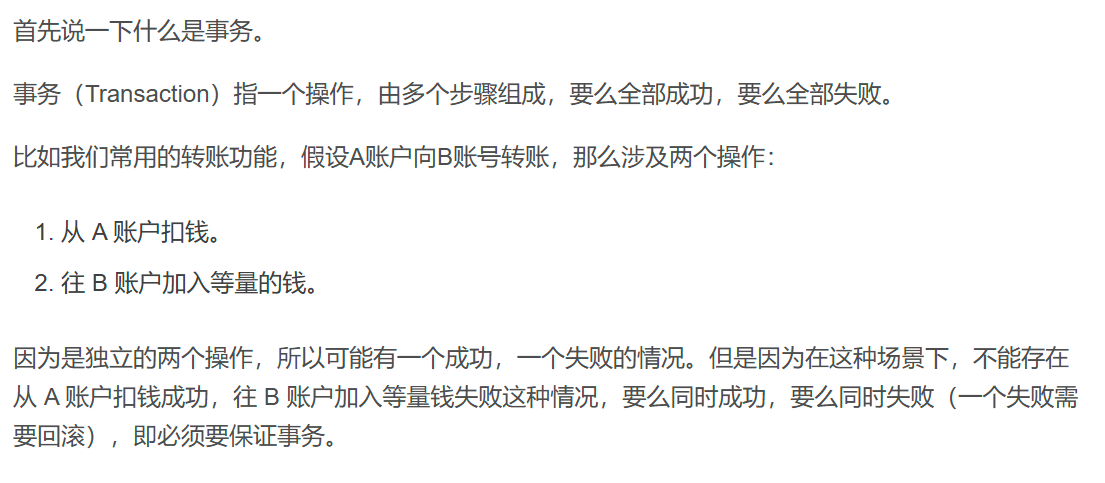 首先说一下什么是事务。
事务（Transaction）指一个操作，由多个步骤组成，要么全部成功，要么全部失败。
比如我们常用的转账功能，假设A账户向B账号转账，那么涉及两个操作：
1. 从 A 账户扣钱。
2. 往 B 账户加入等量的钱。
因为是独立的两个操作，所以可能有一个成功，一个失败的情况。但是因为在这种场景下，不能存在
从 A 账户扣钱成功，往 B 账户加入等量钱失败这种情况，要么同时成功，要么同时失败（一个失败需
要回滚），即必须要保证事务。